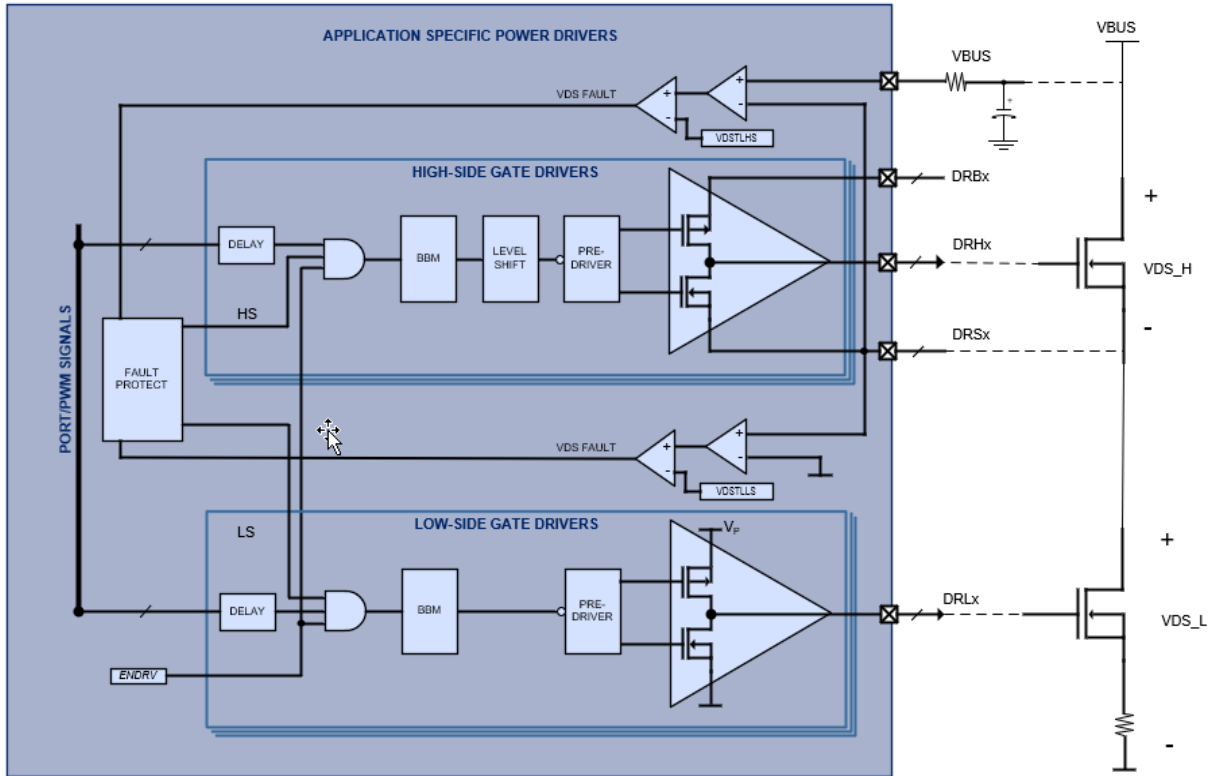 APPLICATION SPECIFIC POWER DRIVERS
VBUS
VBUS
+
-
+
-
+
VDS FAULT
VDSTLHS
HIGH-SIDE GATE DRIVERS
DRBx
+
DELAY
BBM
LEVEL
SHIFT
PRE-
DRIVER
DRHx
VDS_H
HS
-
DRSx
PORT/PWM SIGNALS
FAULT
PROTECT
VDS FAULT
+
-
+
-
VDSTLLS
LOW-SIDE GATE DRIVERS
LS
VP
+
DELAY
BBM
PRE-
DRIVER
DRLx
VDS_L
ENDRV
-